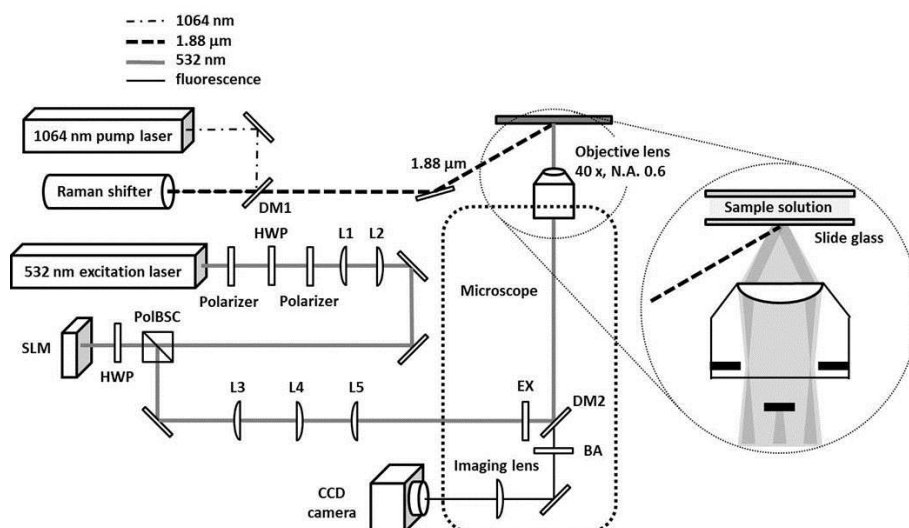 1064 nm
1.88 μm
532 nm
fluorescence
1064 nm pump laser
Raman shifter
DM1
1.88 μm
Objective lens
40 x, N.A. 0.6
Sample solution
Slide glass
532 nm excitation laser
Polarizer
HWP
Polarizer
L1
L2
Microscope
SLM
HWP
PolBSC
L3
L4
L5
EX
DM2
BA
Imaging lens
CCD
camera